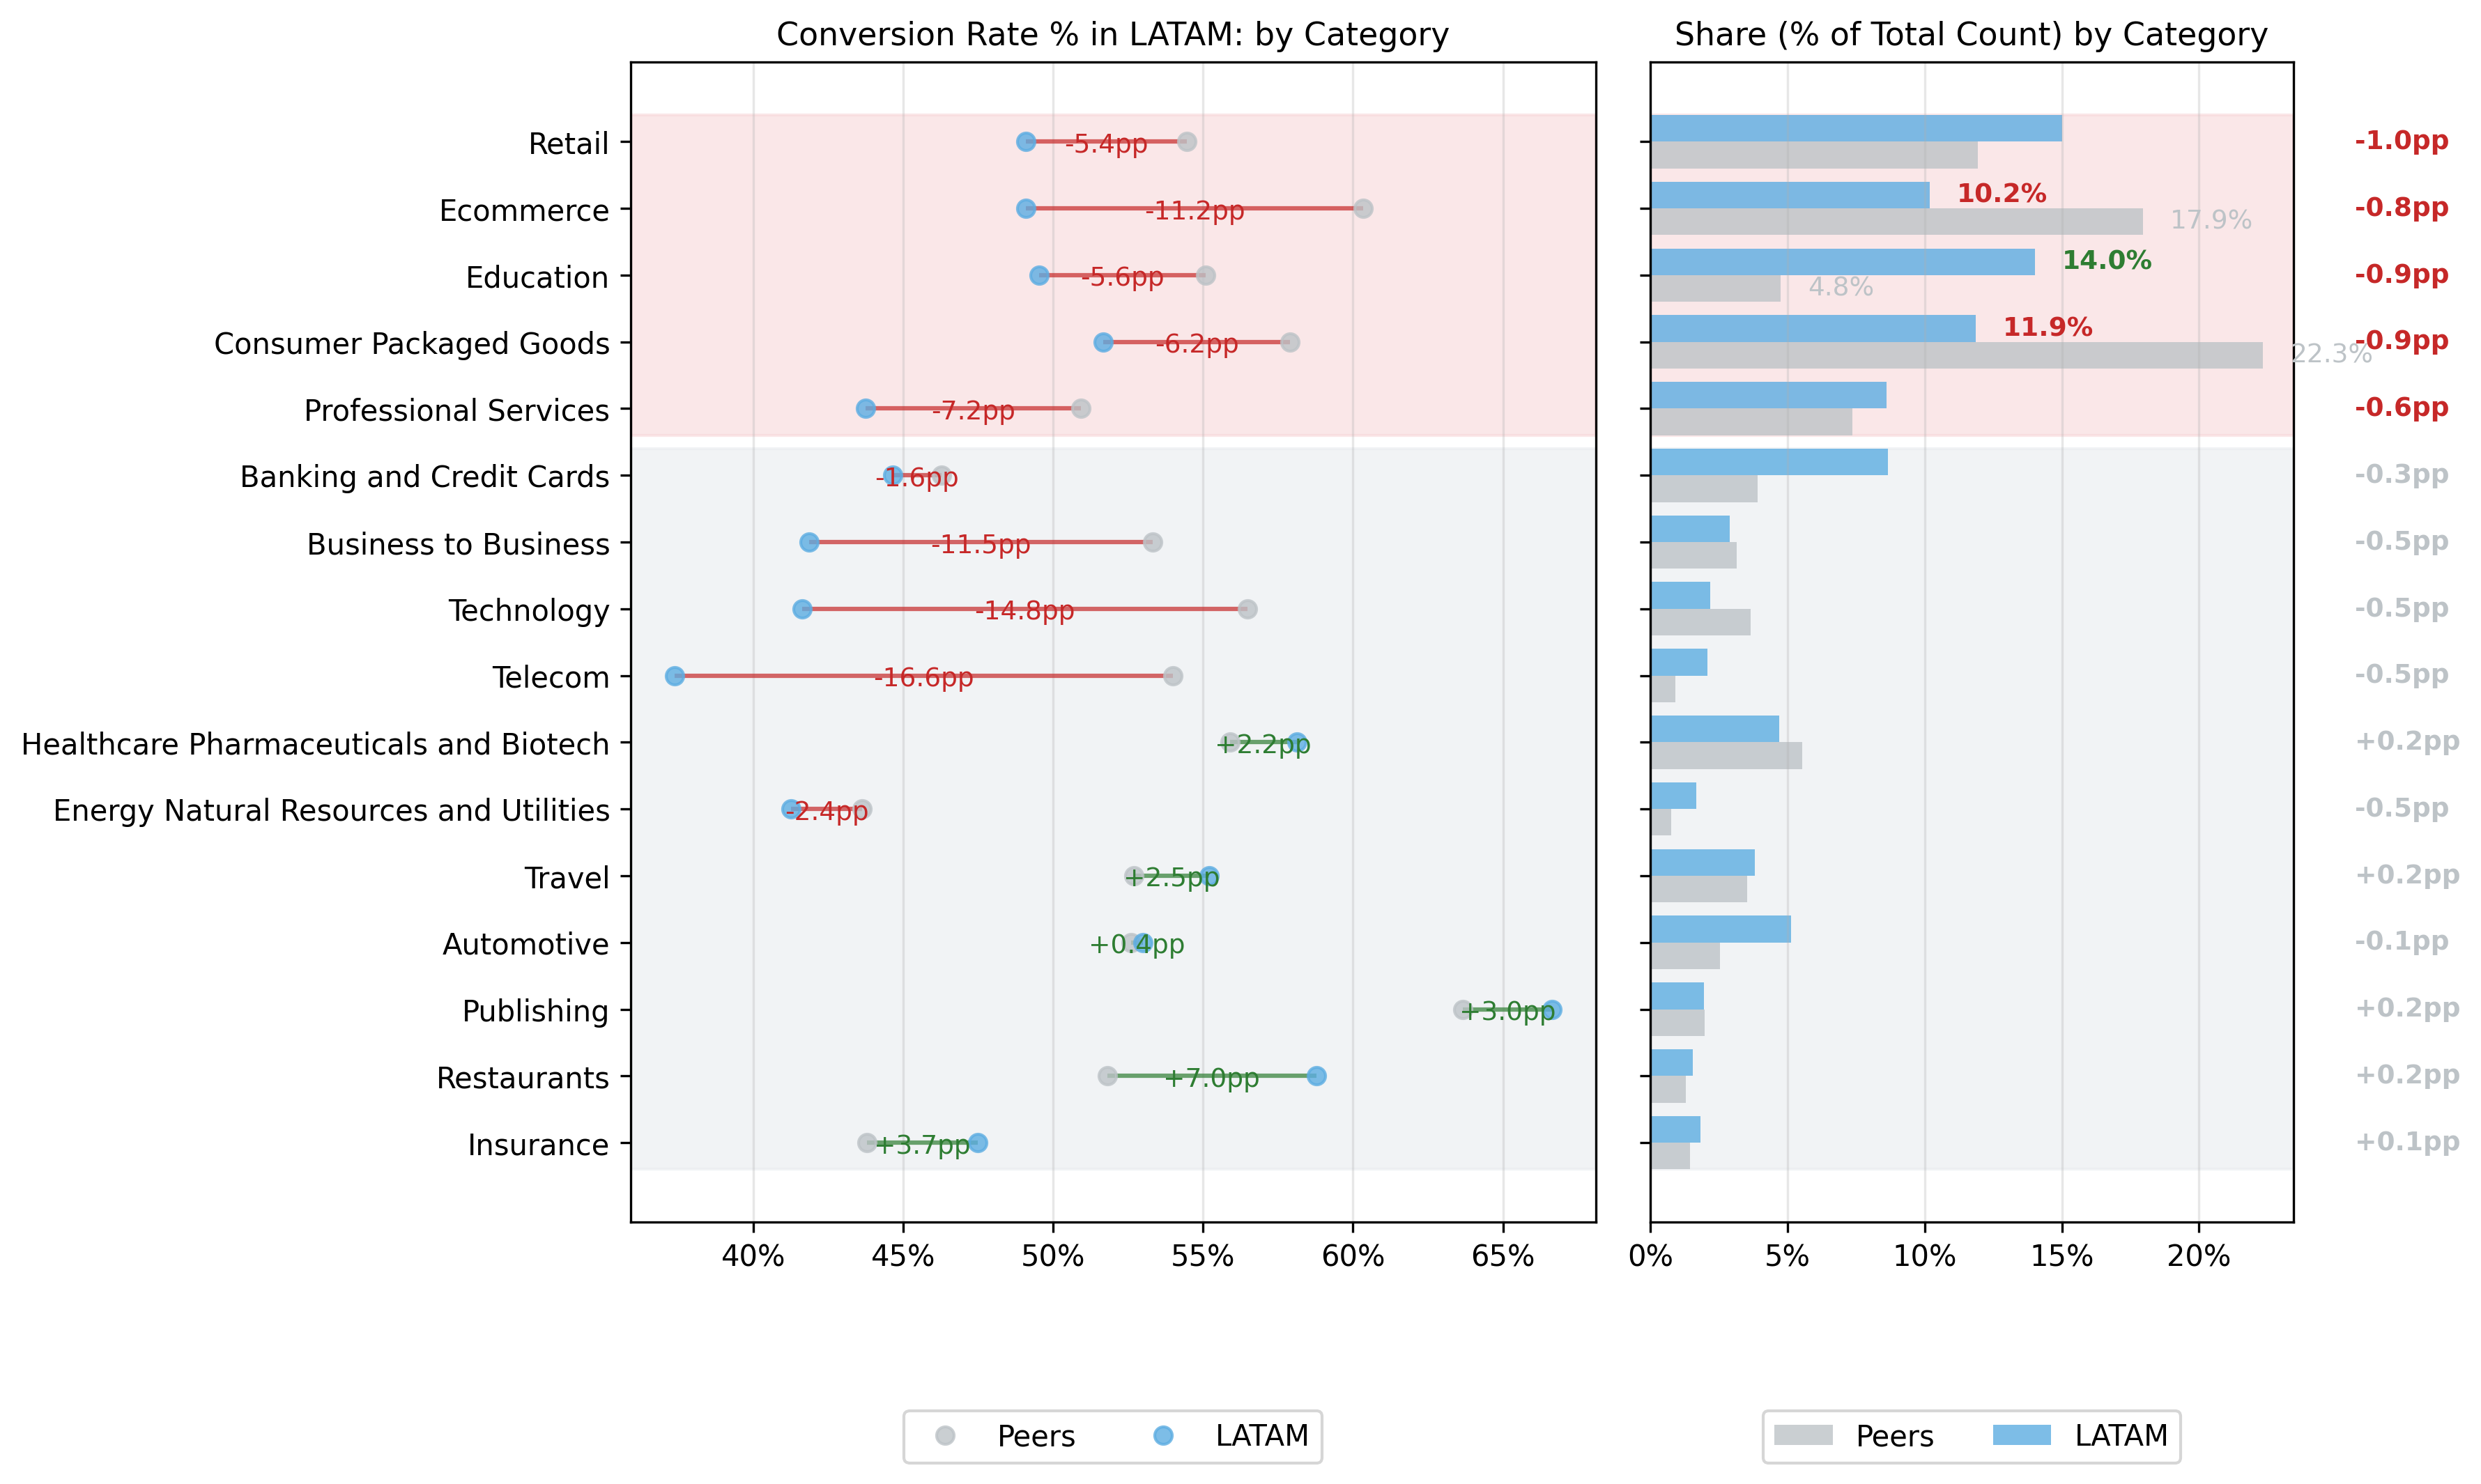 Conversion Rate % in LATAM: by Category
Share (% of Total Count) by Category
Retail
-5.4pp
-1.0pp
Ecommerce
-11.2pp
10.2%
17.9%
-0.8pp
Education
-5.6pp
14.0%
4.8%
-0.9pp
Consumer Packaged Goods
-6.2pp
11.9%
22.3%
-0.9pp
Professional Services
-7.2pp
-0.6pp
Banking and Credit Cards
-1.6pp
-0.3pp
Business to Business
-11.5pp
-0.5pp
Technology
-14.8pp
-0.5pp
Telecom
-16.6pp
-0.5pp
Healthcare Pharmaceuticals and Biotech
+2.2pp
+0.2pp
Energy Natural Resources and Utilities
-2.4pp
-0.5pp
Travel
+2.5pp
+0.2pp
Automotive
+0.4pp
-0.1pp
Publishing
+3.0pp
+0.2pp
Restaurants
+7.0pp
+0.2pp
Insurance
+3.7pp
+0.1pp
40% 45% 50% 55% 60% 65%
0% 5% 10% 15% 20%
Peers LATAM
Peers LATAM